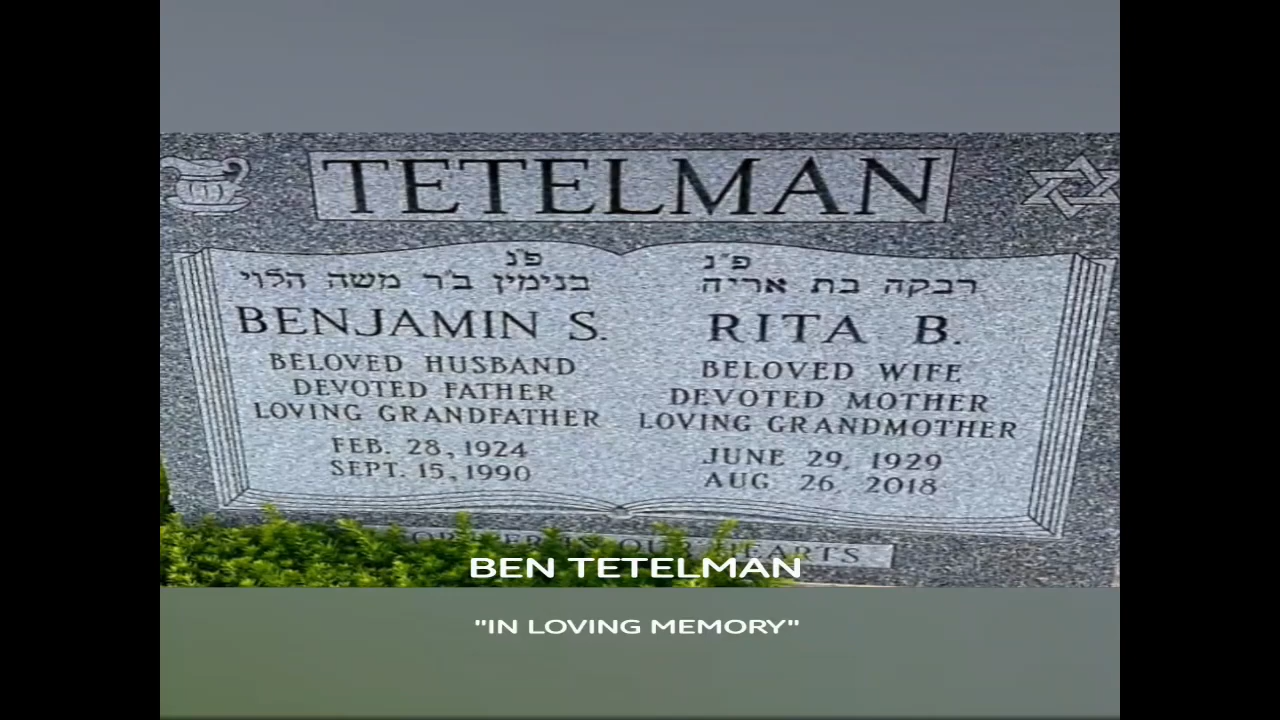 TETELMAN
פ"נ
בנימין ב"ר משה הלוי
BENJAMIN S.
BELOVED HUSBAND
DEVOTED FATHER
LOVING GRANDFATHER
FEB. 28, 1924
SEPT. 15, 1990
פ"נ
רבקה בת אריה
RITA B.
BELOVED WIFE
DEVOTED MOTHER
LOVING GRANDMOTHER
JUNE 29, 1929
AUG 26, 2018
OUR HEARTS
BEN TETELMAN
"IN LOVING MEMORY"